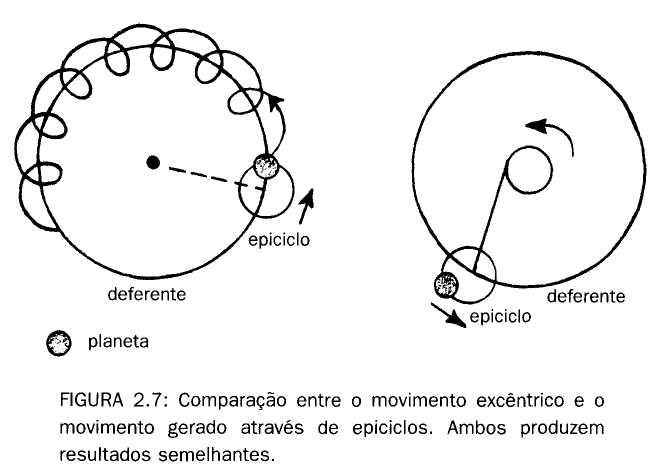 epiciclo
deferente
planeta
deferente
epiciclo
FIGURA 2.7: Comparação entre o movimento excêntrico e o
movimento gerado através de epiciclos. Ambos produzem
resultados semelhantes.